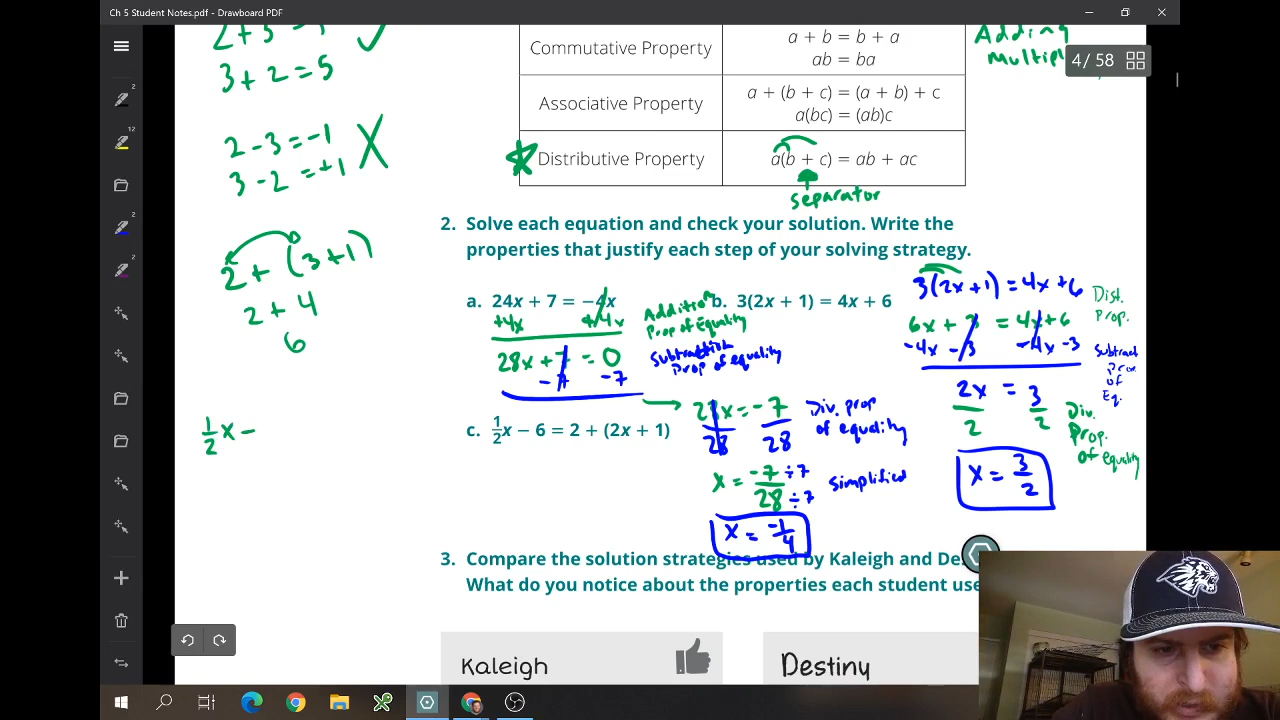 Ch 5 Student Notes.pdf - Drawboard PDF
4 / 58
3 + 2 = 5
2 - 3 = -1
3 - 2 = +1
2 + (3+1)
2 + 4
6
1/2 x -
Commutative Property
a + b = b + a
ab = ba
Adding
Associative Property
a + (b + c) = (a + b) + c
a(bc) = (ab)c
Distributive Property
a(b + c) = ab + ac
separator
2. Solve each equation and check your solution. Write the
properties that justify each step of your solving strategy.
a. 24x + 7 = −4x
+4x +4x
Addition
Prop of Equality
28x + 7 = 0
-7 -7
Subtraction
Prop of equality
28x = -7
28 28
Div. prop
of equality
x = -7 ÷7
28 ÷7
simplified
x = -1/4
b. 3(2x + 1) = 4x + 6
3(2x+1) = 4x+6
Dist.
Prop.
6x + 3 = 4x+6
-4x -3 -4x -3
Subtract
Prop
of
Eq.
2x = 3
2 2
Div.
Prop.
of equality
x = 3/2
c. 1/2 x − 6 = 2 + (2x + 1)
3. Compare the solution strategies used by Kaleigh and
What do you notice about the properties each student
Kaleigh
Destiny